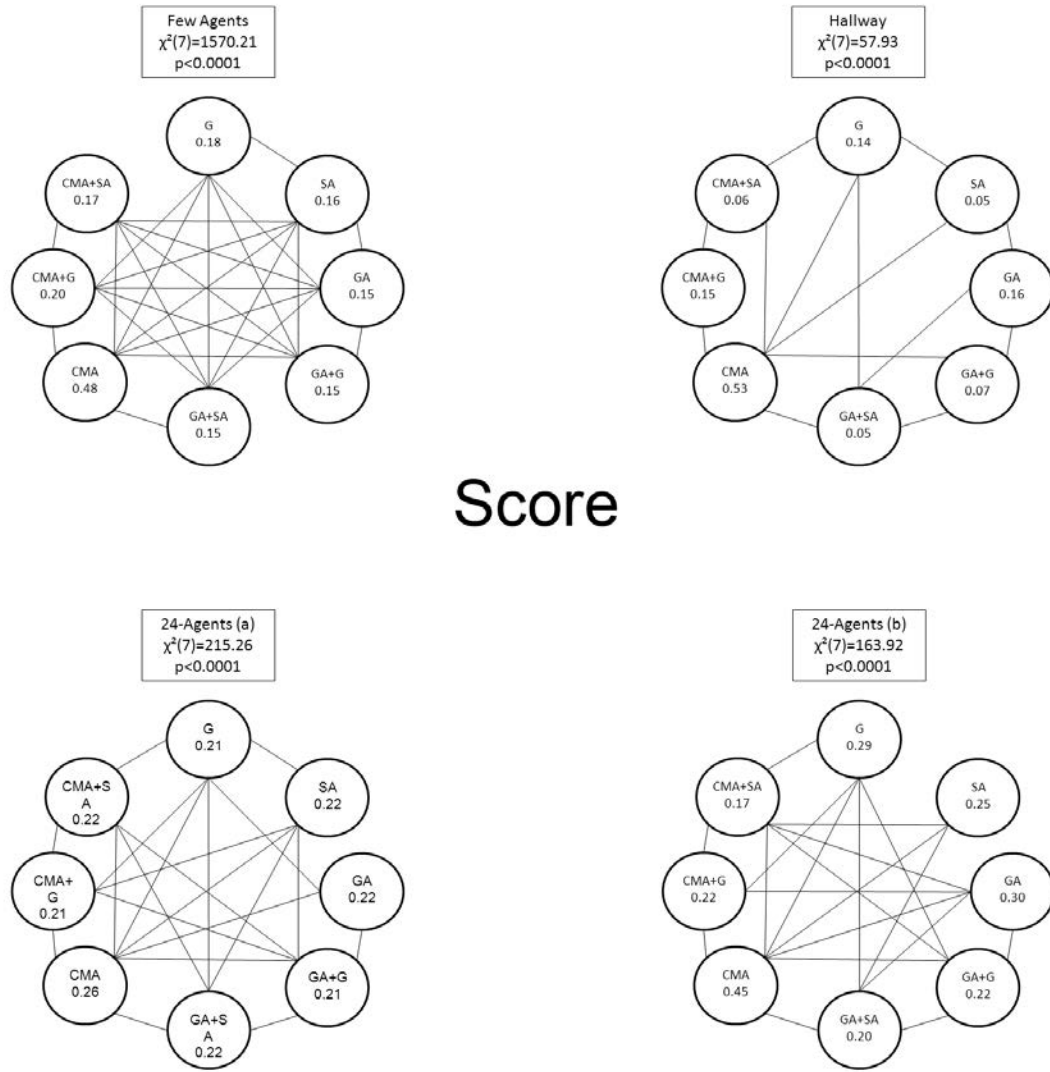 Few Agents
χ²(7)=1570.21
p<0.0001
G
0.18
CMA+SA
0.17
SA
0.16
CMA+G
0.20
GA
0.15
CMA
0.48
GA+G
0.15
GA+SA
0.15
Hallway
χ²(7)=57.93
p<0.0001
G
0.14
CMA+SA
0.06
SA
0.05
CMA+G
0.15
GA
0.16
CMA
0.53
GA+G
0.07
GA+SA
0.05
Score
24-Agents (a)
χ²(7)=215.26
p<0.0001
G
0.21
CMA+S
A
0.22
SA
0.22
CMA+
G
0.21
GA
0.22
CMA
0.26
GA+G
0.21
GA+S
A
0.22
24-Agents (b)
χ²(7)=163.92
p<0.0001
G
0.29
CMA+SA
0.17
SA
0.25
CMA+G
0.22
GA
0.30
CMA
0.45
GA+G
0.22
GA+SA
0.20